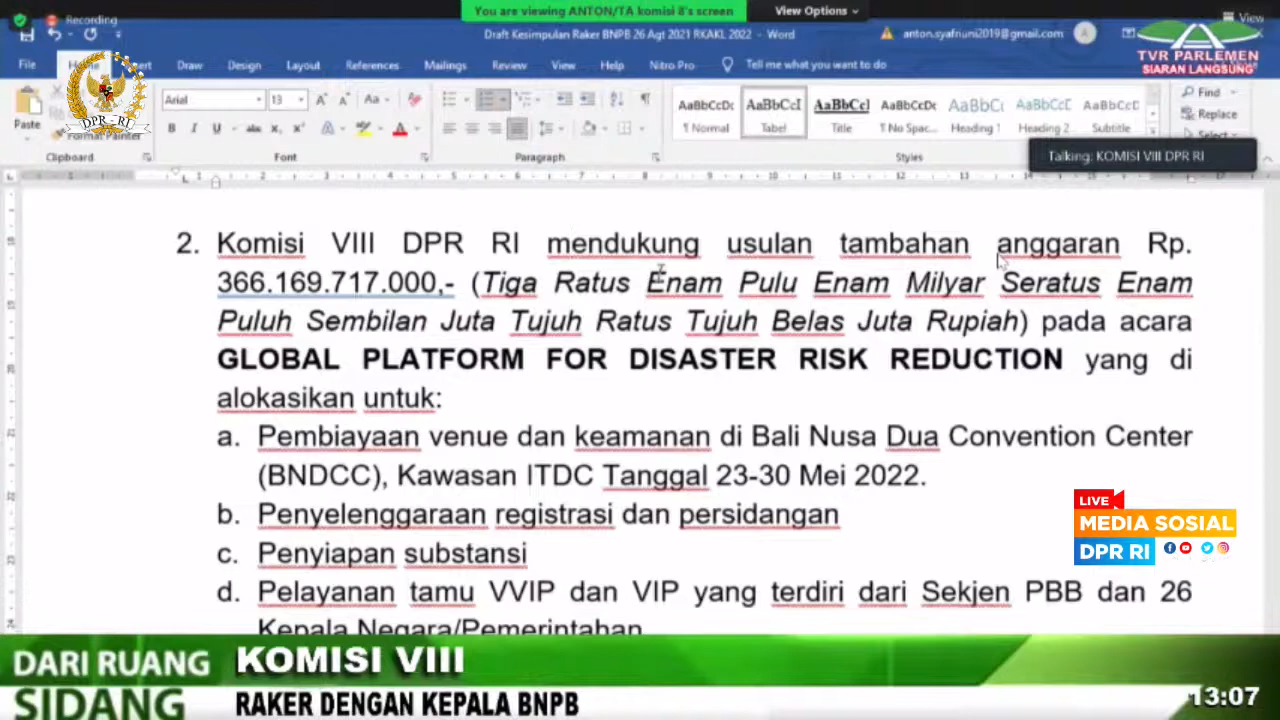 Recording
You are viewing ANTON/TA komisi 8's screen
View Options
View
Draft Kesimpulan Raker BNPB 26 Agt 2021 RKAKL 2022 - Word
anton.syafnuni2019@gmail.com
A
TVR PARLEMEN
SIARAN LANGSUNG
File
Insert
Draw
Design
Layout
References
Mailings
Review
View
Help
Nitro Pro
Tell me what you want to do
DPR - RI
Paste
Format Painter
Clipboard
Arial
13
Font
Paragraph
AaBbCcDc
¶ Normal
AaBbCcI
Tabel
AaBbCcI
Title
AaBbCcDc
¶ No Spac...
AaBbCı
Heading 1
AaBbCcDc
Heading 2
AaBbCcDc
Subtitle
Styles
Find
Replace
Select
Talking: KOMISI VIII DPR RI
2. Komisi VIII DPR RI mendukung usulan tambahan anggaran Rp.
366.169.717.000,- (Tiga Ratus Enam Pulu Enam Milyar Seratus Enam
Puluh Sembilan Juta Tujuh Ratus Tujuh Belas Juta Rupiah) pada acara
GLOBAL PLATFORM FOR DISASTER RISK REDUCTION yang di
alokasikan untuk:
a. Pembiayaan venue dan keamanan di Bali Nusa Dua Convention Center
(BNDCC), Kawasan ITDC Tanggal 23-30 Mei 2022.
b. Penyelenggaraan registrasi dan persidangan
c. Penyiapan substansi
d. Pelayanan tamu VVIP dan VIP yang terdiri dari Sekjen PBB dan 26
Kepala Negara/Pemerintahan
LIVE
MEDIA SOSIAL
DPR RI
DARI RUANG
SIDANG
KOMISI VIII
RAKER DENGAN KEPALA BNPB
13:07